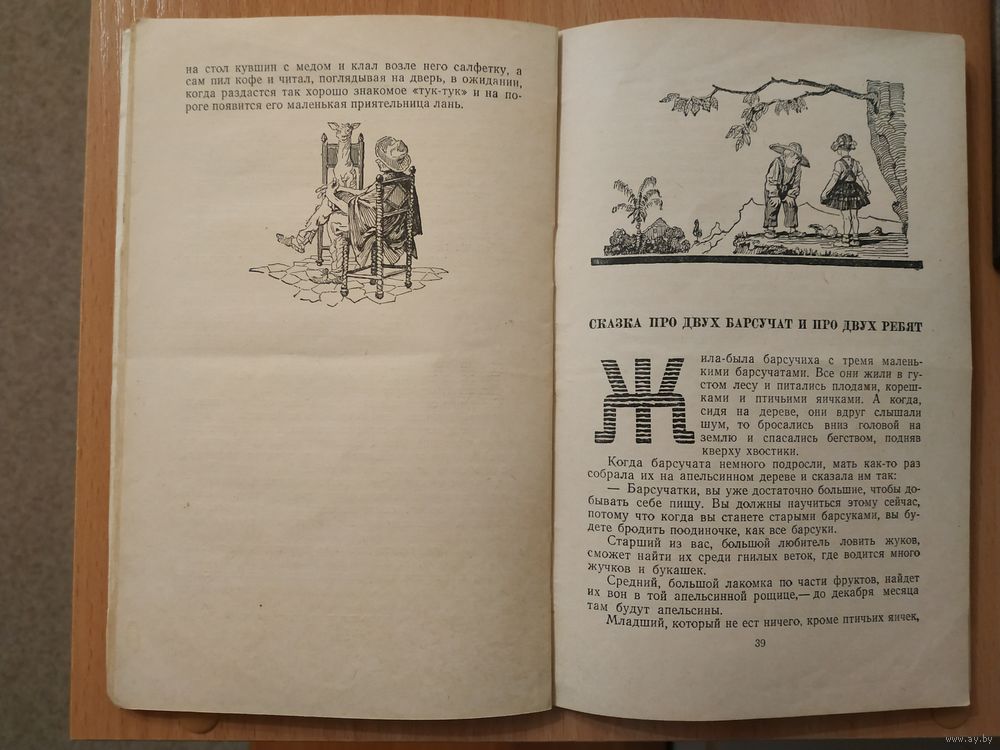 на стол кувшин с медом и клал возле него салфетку, а
сам пил кофе и читал, поглядывая на дверь, в ожидании,
когда раздастся так хорошо знакомое «тук-тук» и на по-
роге появится его маленькая приятельница лань.
СКАЗКА ПРО ДВУХ БАРСУЧАТ И ПРО ДВУХ РЕБЯТ
Жила-была барсучиха с тремя малень-
кими барсучатами. Все они жили в гу-
стом лесу и питались плодами, кореш-
ками и птичьими яичками. А когда,
сидя на дереве, они вдруг слышали
шум, то бросались вниз головой на
землю и спасались бегством, подняв
кверху хвостики.
Когда барсучата немного подросли, мать как-то раз
собрала их на апельсинном дереве и сказала им так:
— Барсучатки, вы уже достаточно большие, чтобы до-
бывать себе пищу. Вы должны научиться этому сейчас,
потому что когда вы станете старыми барсуками, вы бу-
дете бродить поодиночке, как все барсуки.
Старший из вас, большой любитель ловить жуков,
сможет найти их среди гнилых веток, где водится много
жучков и букашек.
Средний, большой лакомка по части фруктов, найдет
их вон в той апельсинной рощице,— до декабря месяца
там будут апельсины.
Младший, который не ест ничего, кроме птичьих яичек,
39
www.ay.by